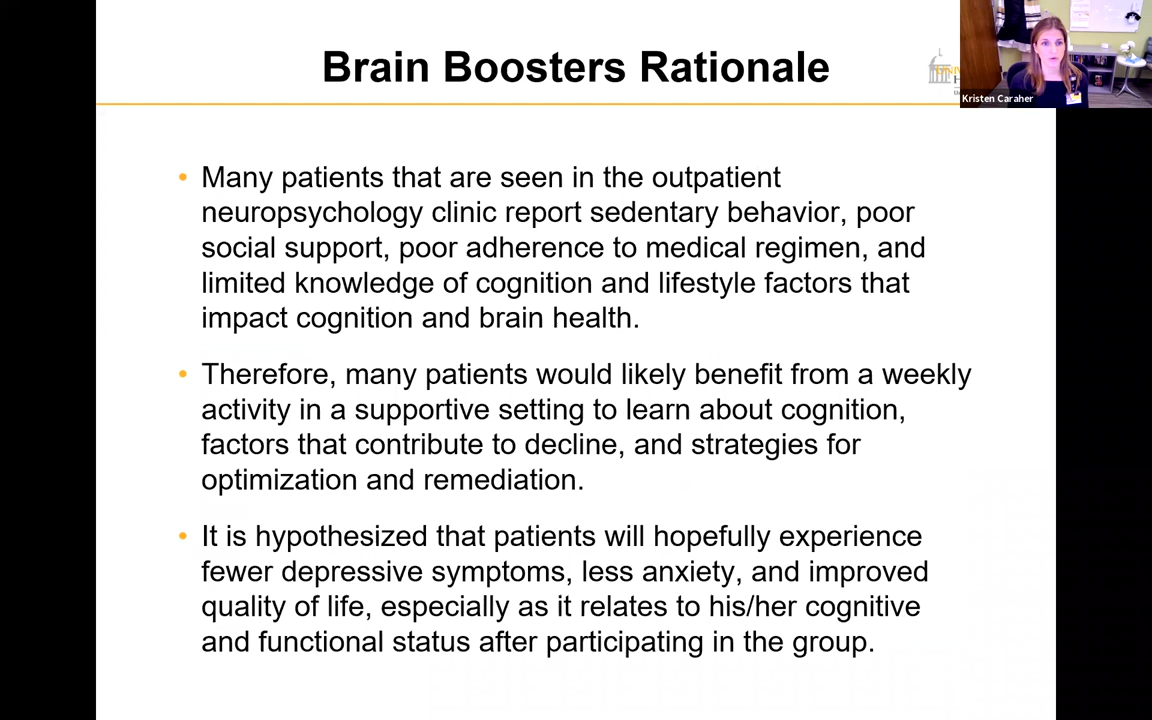 Brain Boosters Rationale
Kristen Caraher
• Many patients that are seen in the outpatient
neuropsychology clinic report sedentary behavior, poor
social support, poor adherence to medical regimen, and
limited knowledge of cognition and lifestyle factors that
impact cognition and brain health.
• Therefore, many patients would likely benefit from a weekly
activity in a supportive setting to learn about cognition,
factors that contribute to decline, and strategies for
optimization and remediation.
• It is hypothesized that patients will hopefully experience
fewer depressive symptoms, less anxiety, and improved
quality of life, especially as it relates to his/her cognitive
and functional status after participating in the group.